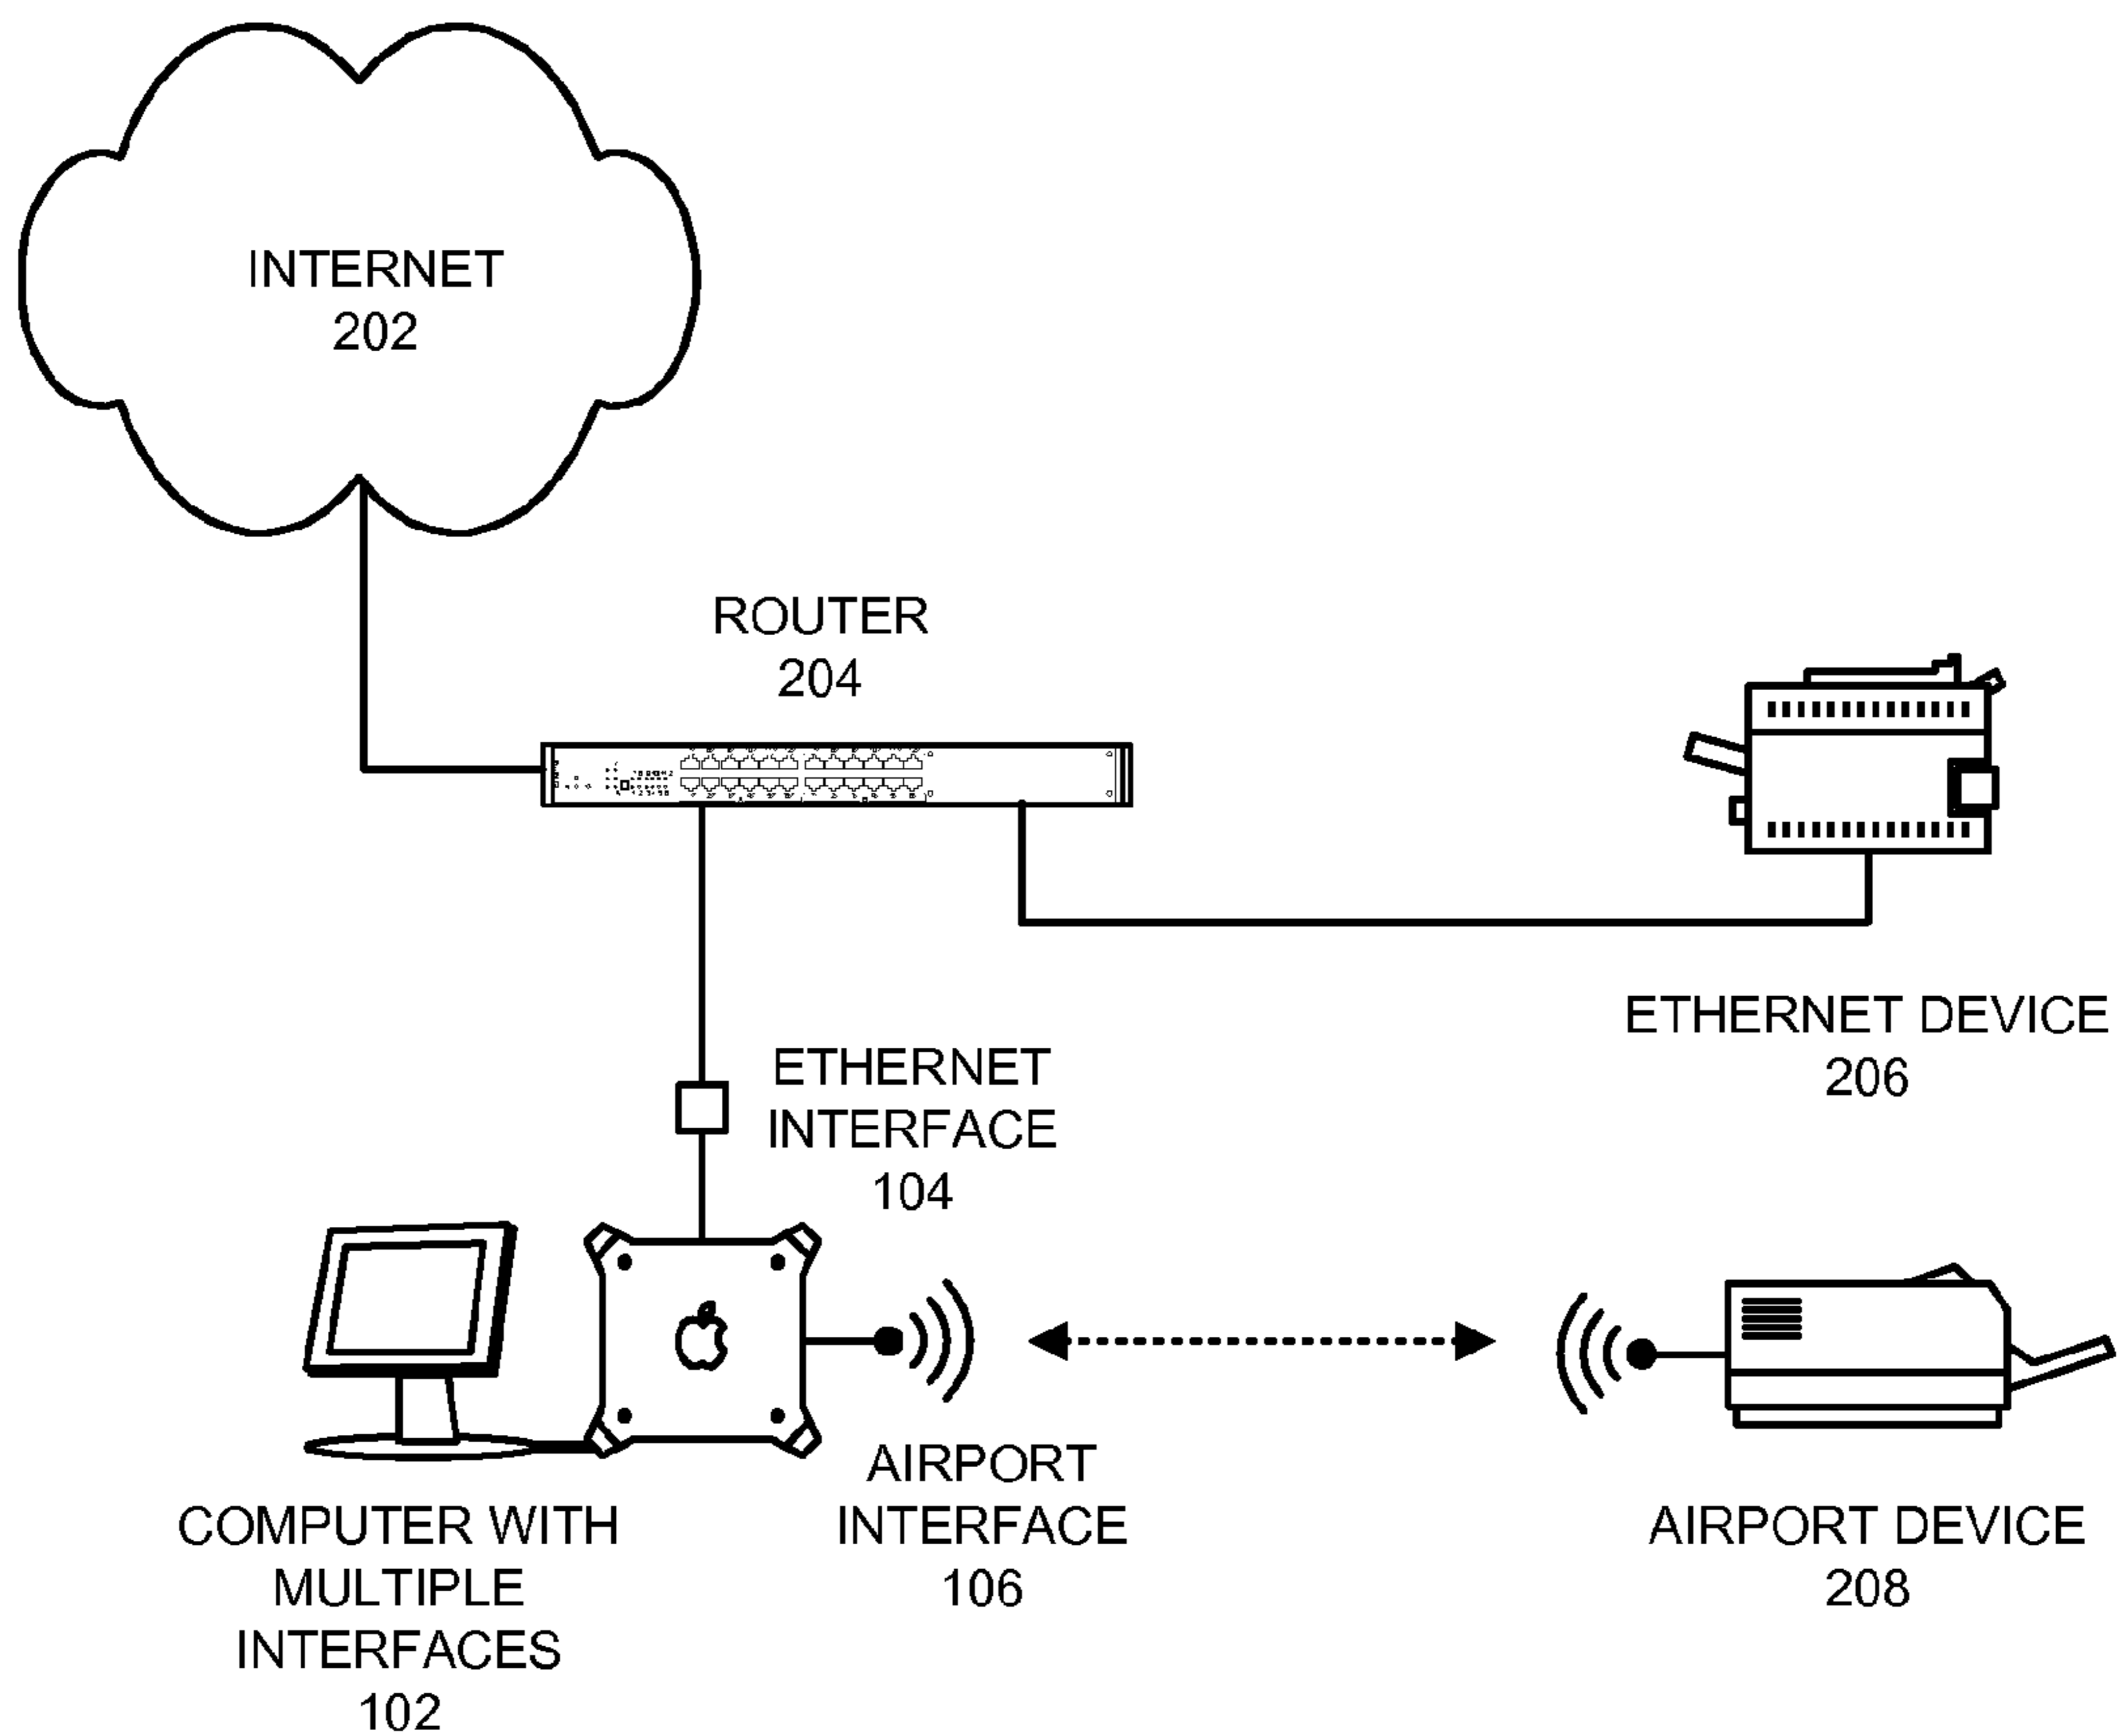 INTERNET
202
ROUTER
204
ETHERNET DEVICE
206
ETHERNET
INTERFACE
104
AIRPORT
INTERFACE
106
COMPUTER WITH
MULTIPLE
INTERFACES
102
AIRPORT DEVICE
208